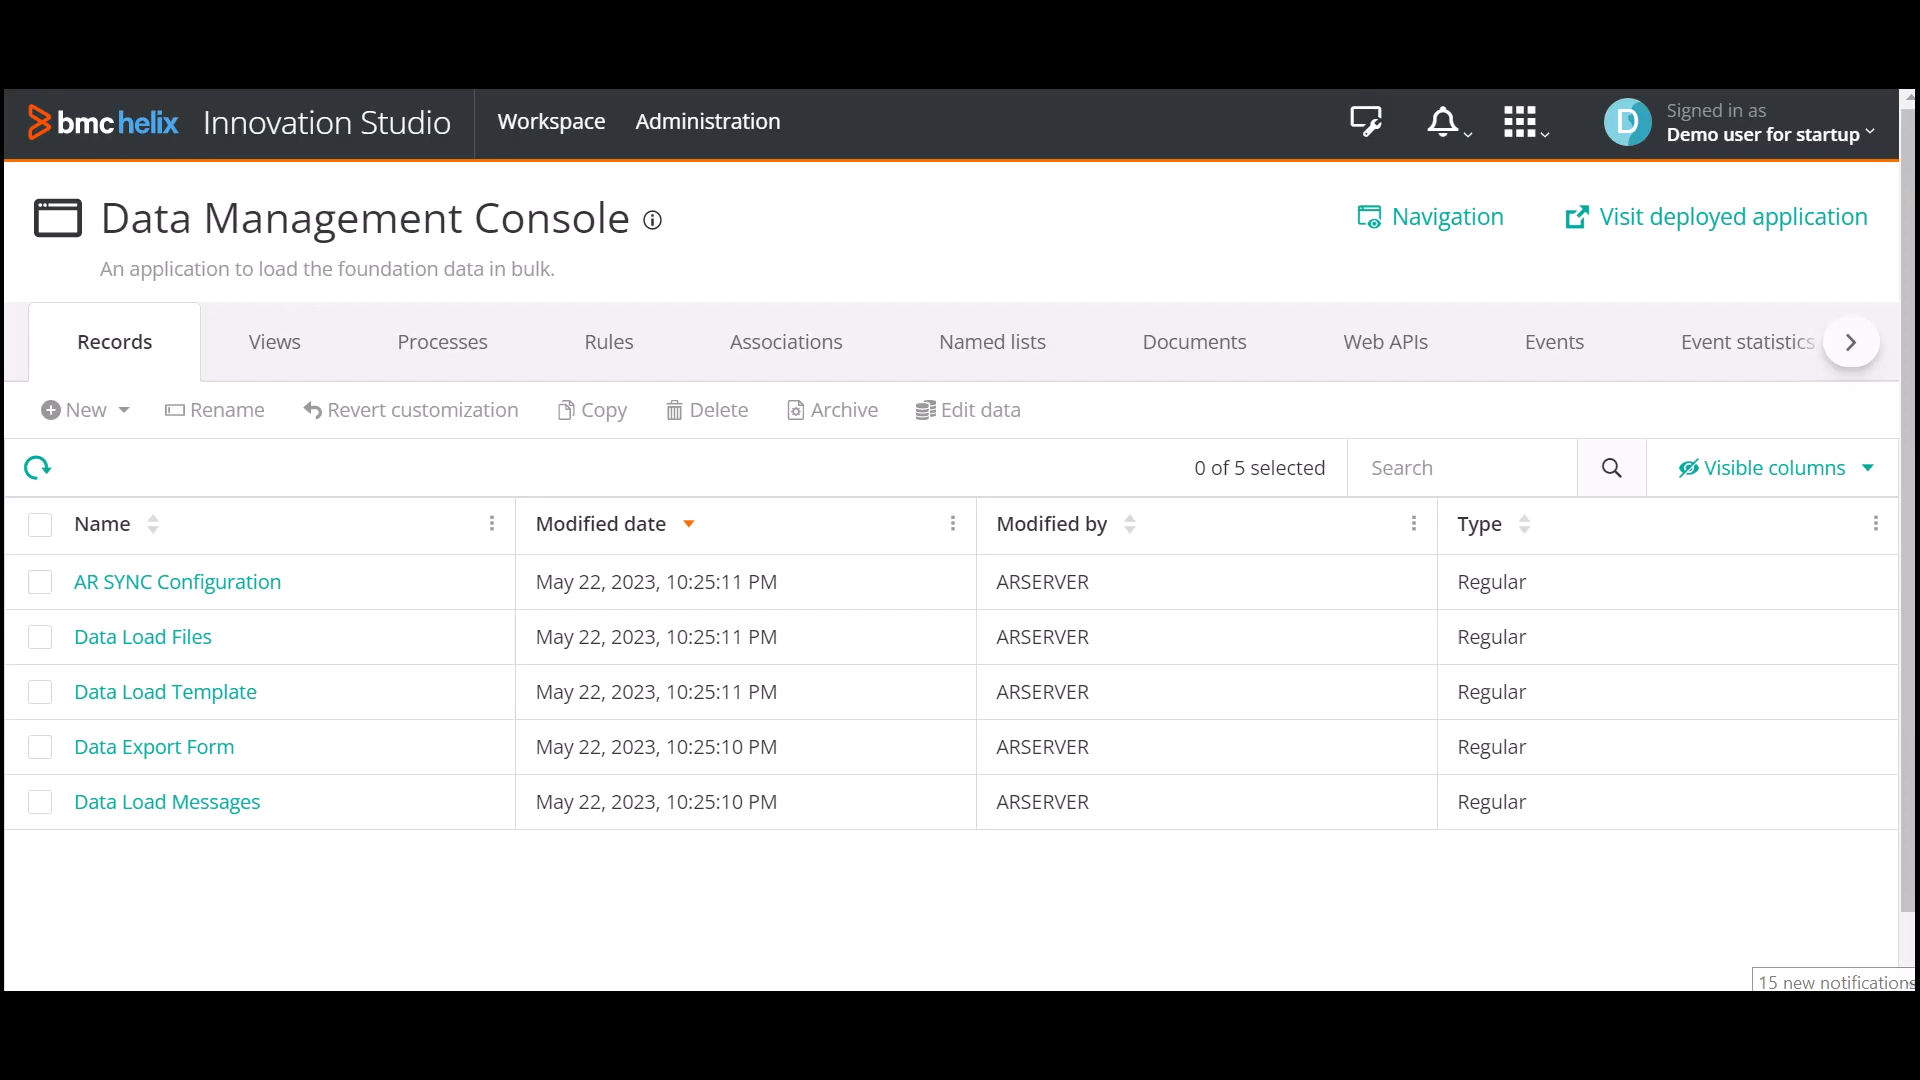 bmc helix Innovation Studio Workspace Administration D Signed in as
Demo user for startup
Data Management Console Navigation Visit deployed application
An application to load the foundation data in bulk.
Records Views Processes Rules Associations Named lists Documents Web APIs Events Event statistics
New Rename Revert customization Copy Delete Archive Edit data
0 of 5 selected Search Visible columns
Name Modified date Modified by Type
AR SYNC Configuration May 22, 2023, 10:25:11 PM ARSERVER Regular
Data Load Files May 22, 2023, 10:25:11 PM ARSERVER Regular
Data Load Template May 22, 2023, 10:25:11 PM ARSERVER Regular
Data Export Form May 22, 2023, 10:25:10 PM ARSERVER Regular
Data Load Messages May 22, 2023, 10:25:10 PM ARSERVER Regular
15 new notifications